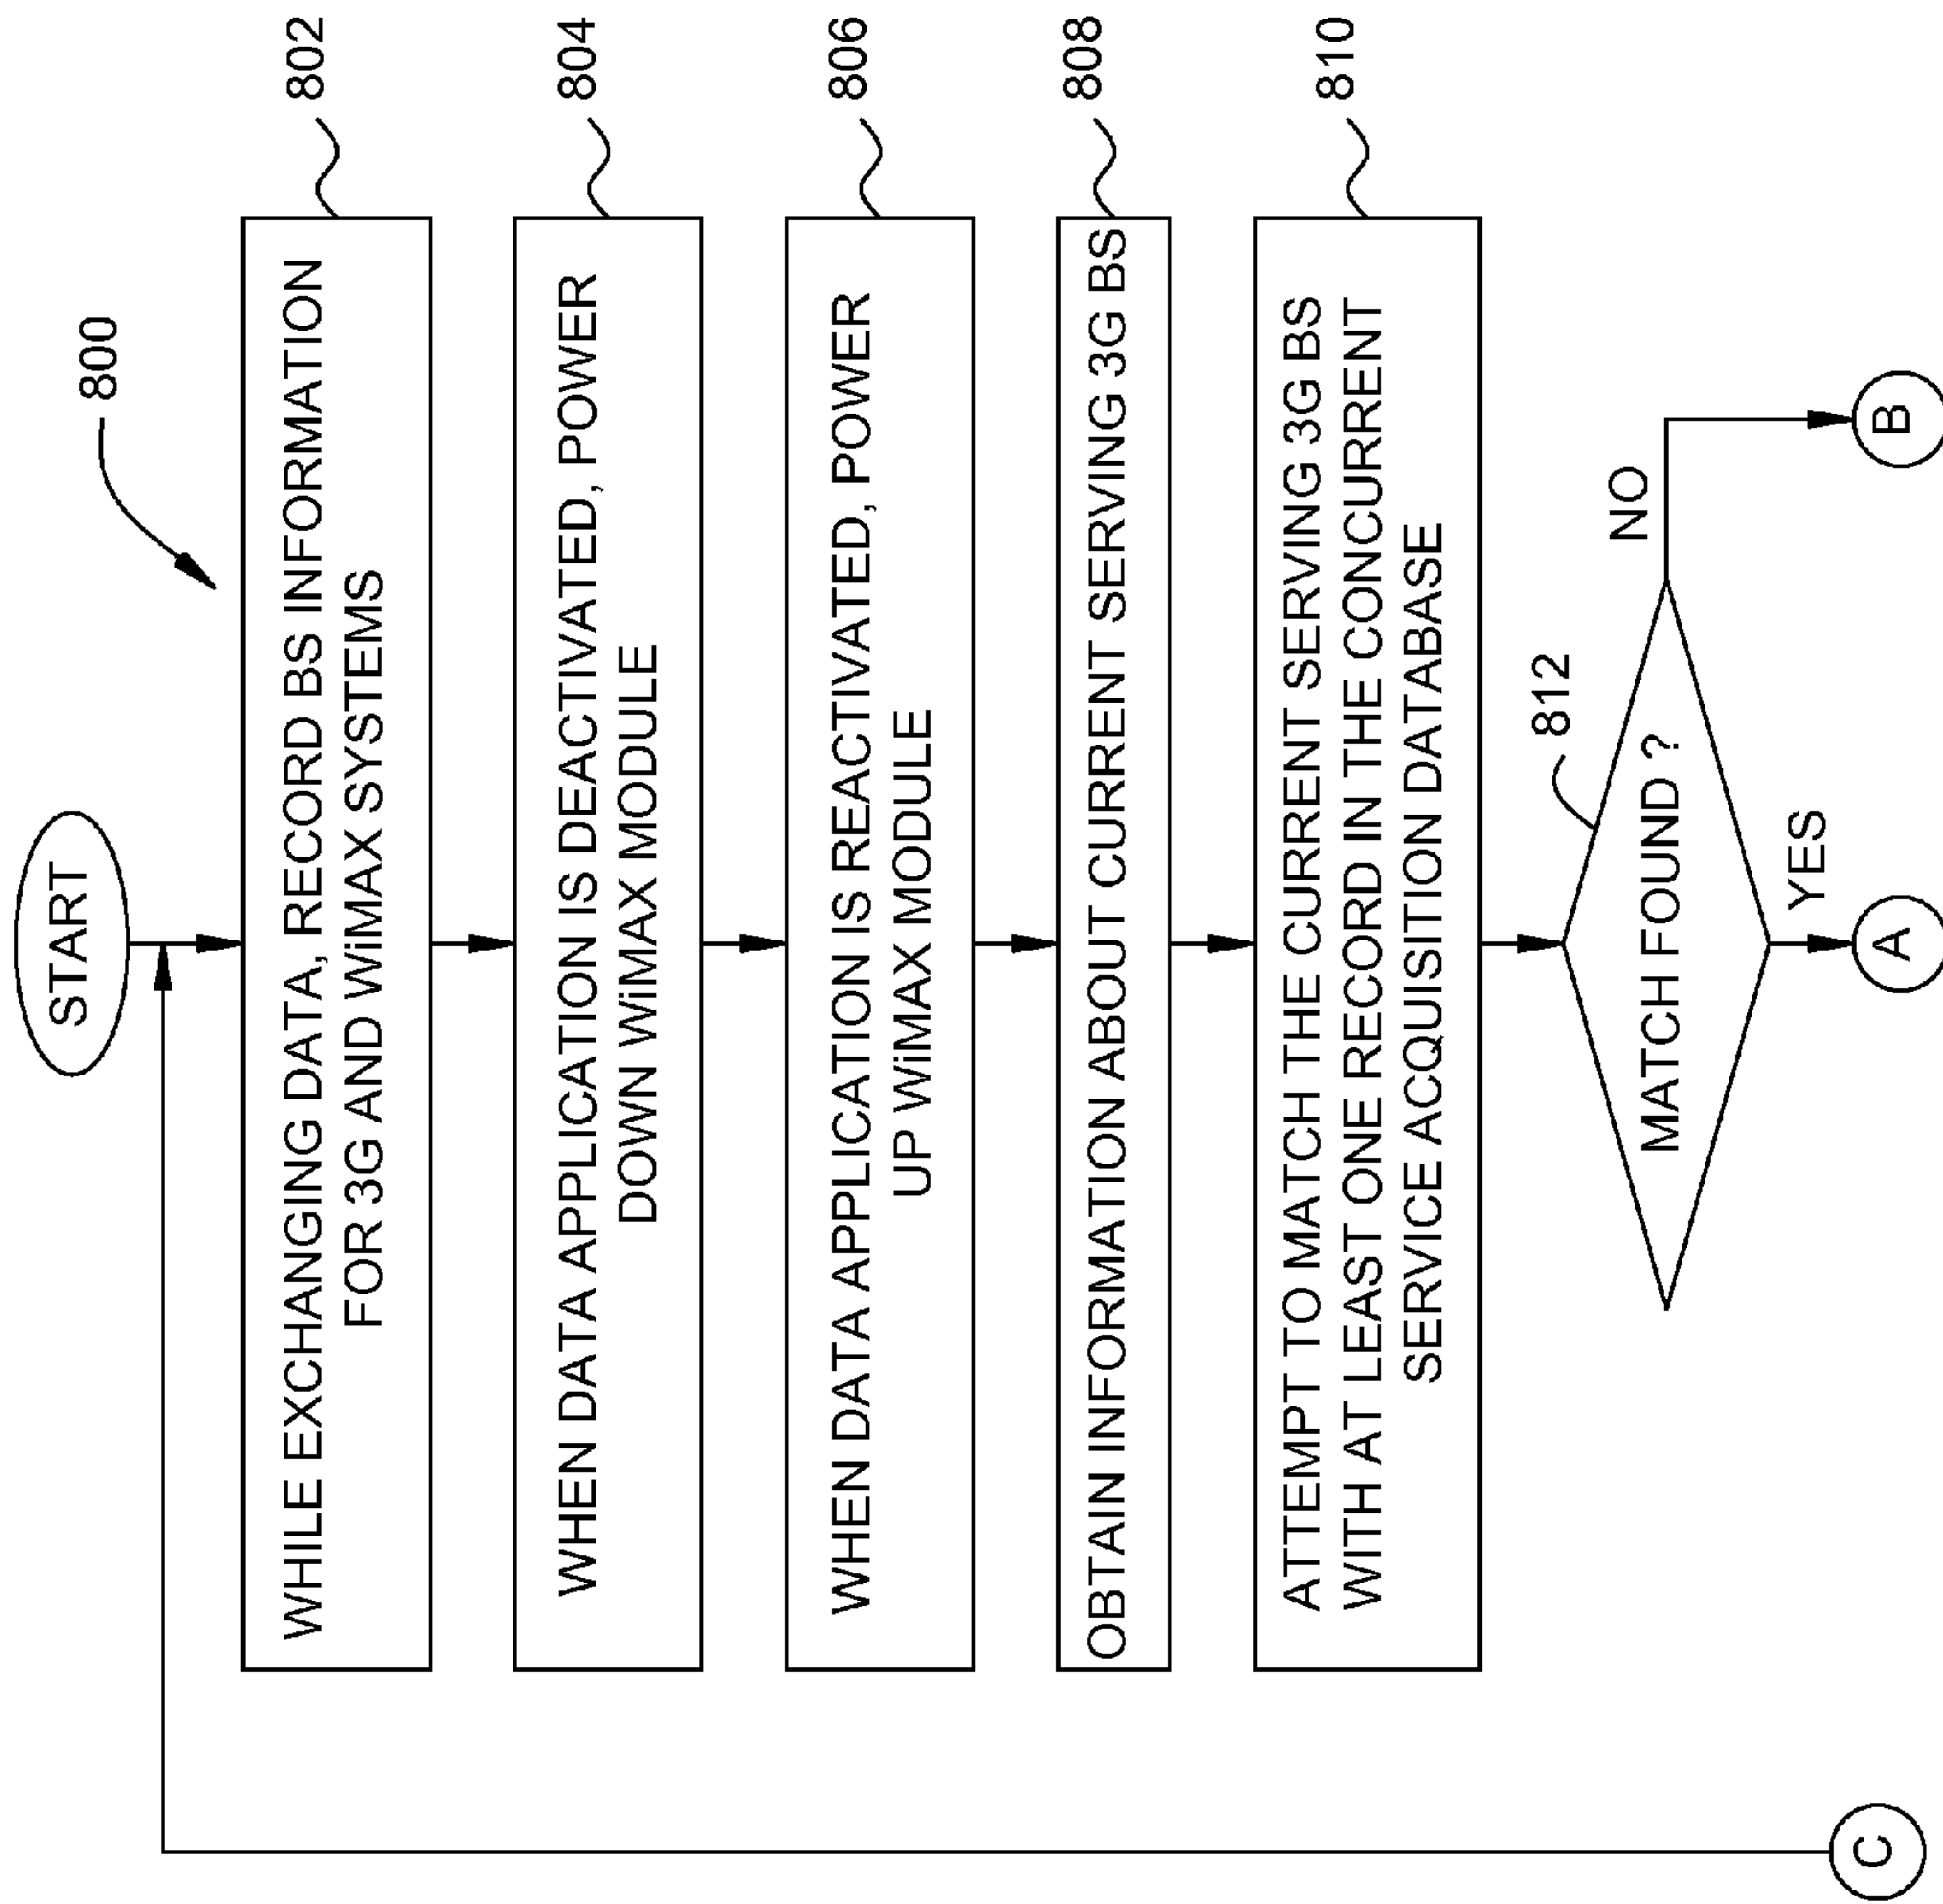 START
800
WHILE EXCHANGING DATA, RECORD BS INFORMATION
FOR 3G AND WiMAX SYSTEMS
802
WHEN DATA APPLICATION IS DEACTIVATED, POWER
DOWN WiMAX MODULE
804
WHEN DATA APPLICATION IS REACTIVATED, POWER
UP WiMAX MODULE
806
OBTAIN INFORMATION ABOUT CURRENT SERVING 3G BS
808
ATTEMPT TO MATCH THE CURRENT SERVING 3G BS
WITH AT LEAST ONE RECORD IN THE CONCURRENT
SERVICE ACQUISITION DATABASE
810
812
MATCH FOUND ?
NO
YES
C
A
B